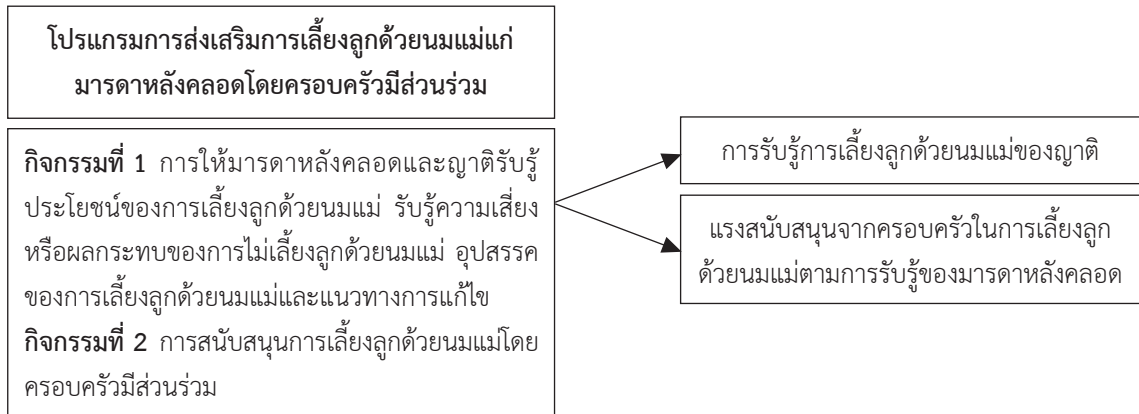 โปรแกรมการส่งเสริมการเลี้ยงลูกด้วยนมแม่แก่
มารดาหลังคลอดโดยครอบครัวมีส่วนร่วม
กิจกรรมที่ 1 การให้มารดาหลังคลอดและญาติรับรู้
ประโยชน์ของการเลี้ยงลูกด้วยนมแม่ รับรู้ความเสี่ยง
หรือผลกระทบของการไม่เลี้ยงลูกด้วยนมแม่ อุปสรรค
ของการเลี้ยงลูกด้วยนมแม่และแนวทางการแก้ไข
กิจกรรมที่ 2 การสนับสนุนการเลี้ยงลูกด้วยนมแม่โดย
ครอบครัวมีส่วนร่วม
การรับรู้การเลี้ยงลูกด้วยนมแม่ของญาติ
แรงสนับสนุนจากครอบครัวในการเลี้ยงลูก
ด้วยนมแม่ตามการรับรู้ของมารดาหลังคลอด